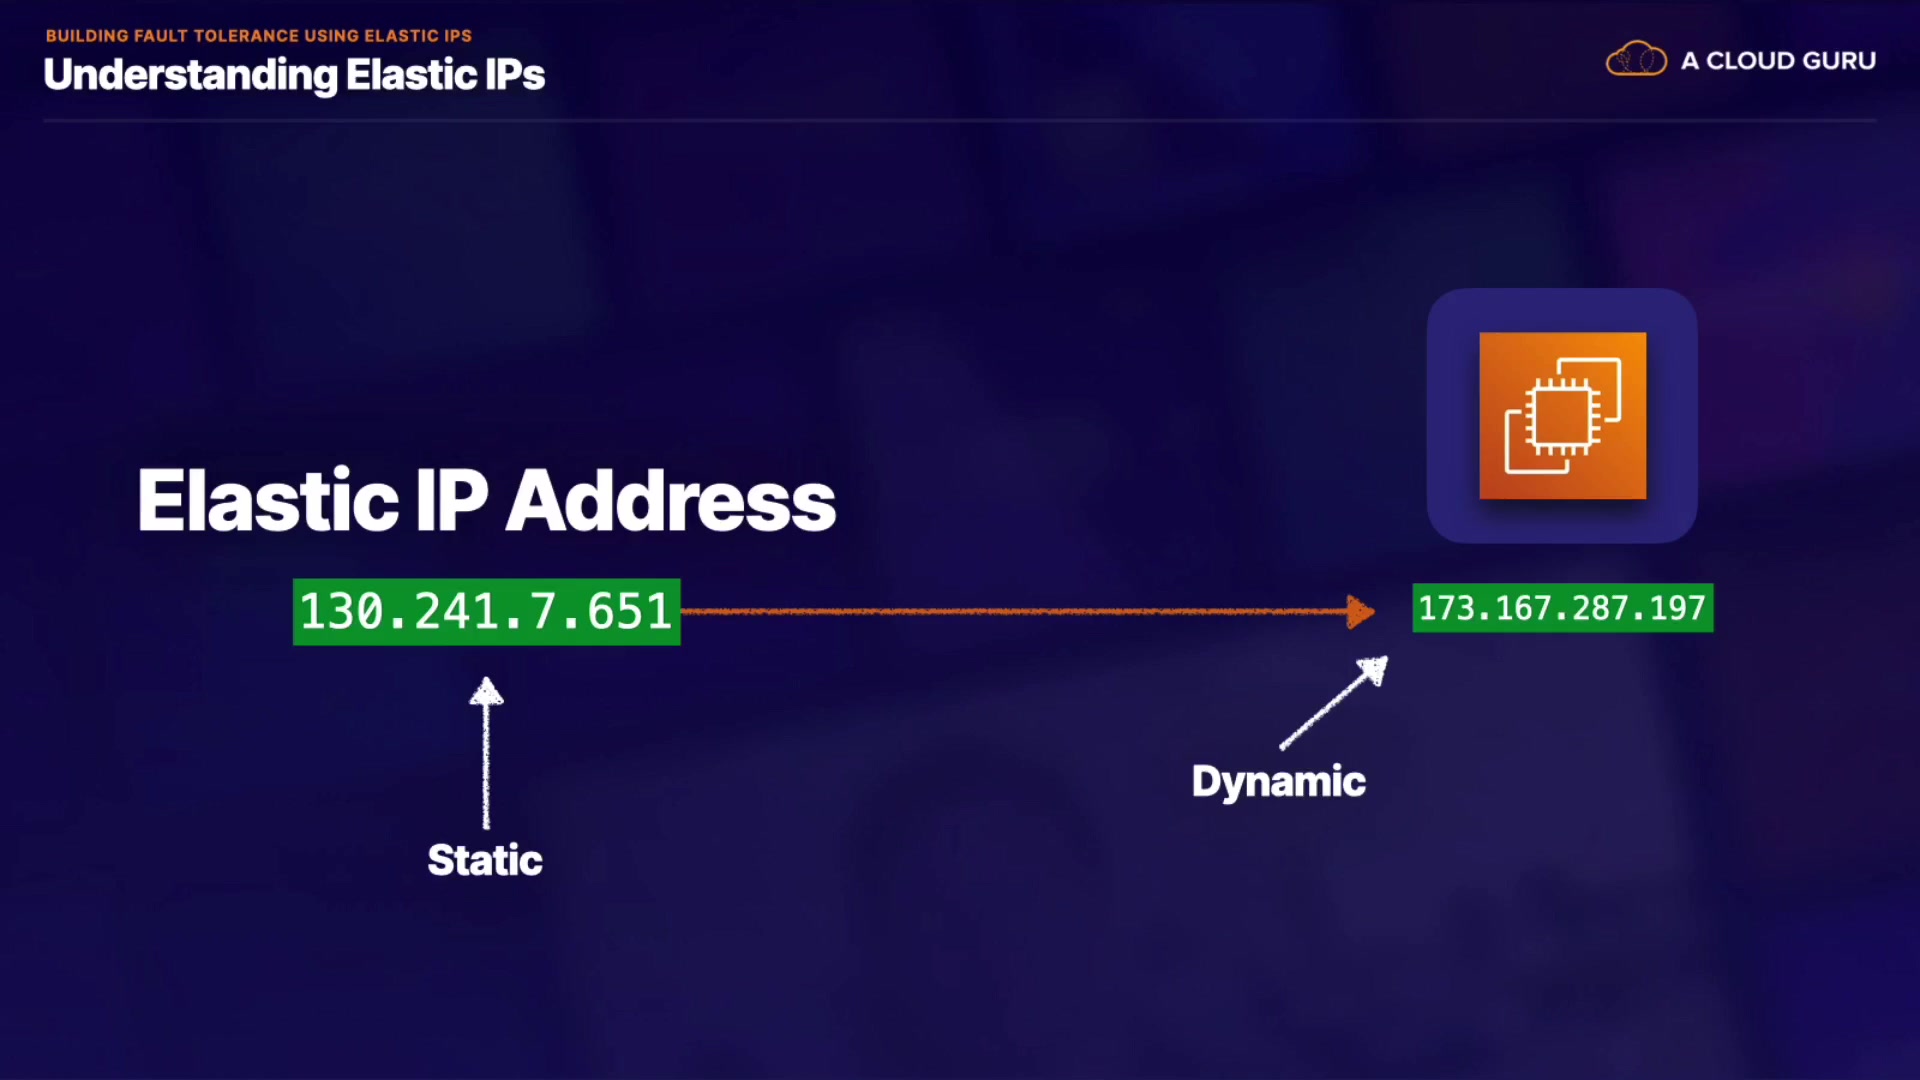 BUILDING FAULT TOLERANCE USING ELASTIC IPS
Understanding Elastic IPs
A CLOUD GURU
Elastic IP Address
130.241.7.651
173.167.287.197
Dynamic
Static